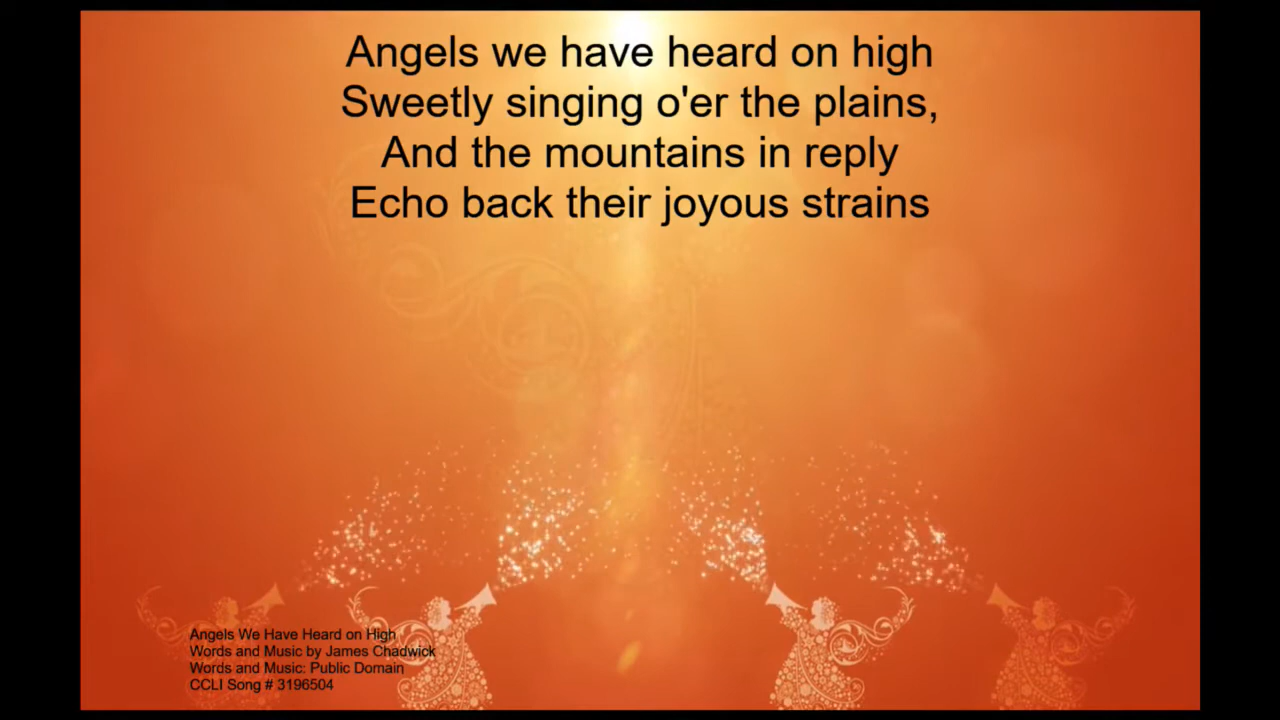 Angels we have heard on high
Sweetly singing o'er the plains,
And the mountains in reply
Echo back their joyous strains
Angels We Have Heard on High
Words and Music by James Chadwick
Words and Music: Public Domain
CCLI Song # 3196504